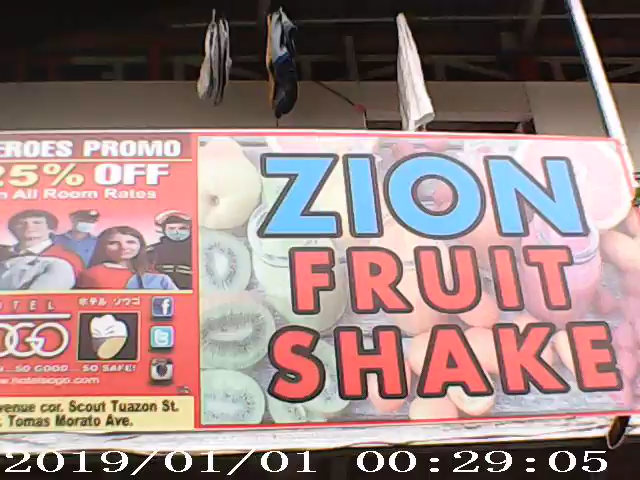 EROES PROMO
25% OFF
n All Room Rates
OTEL
OGO
ホテル ソウゴ
...SO GOOD... SO SAFE!
w.hotelsogo.com
venue cor. Scout Tuazon St.
. Tomas Morato Ave.
ZION
FRUIT
SHAKE
2019/01/01 00:29:05